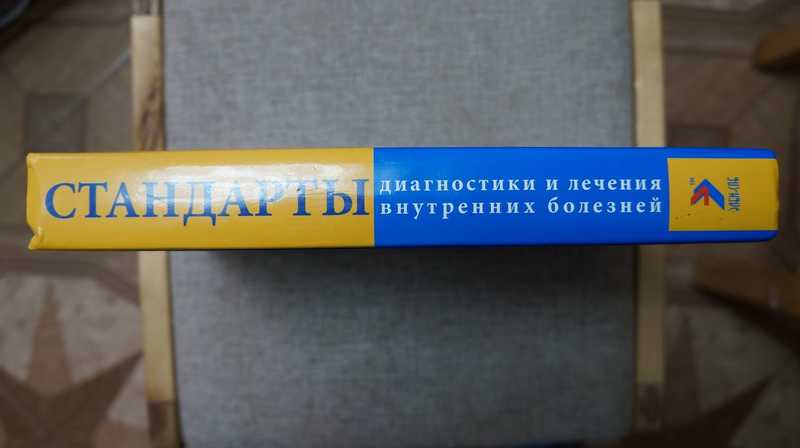 СТАНДАРТЫ
диагностики и лечения
внутренних болезней